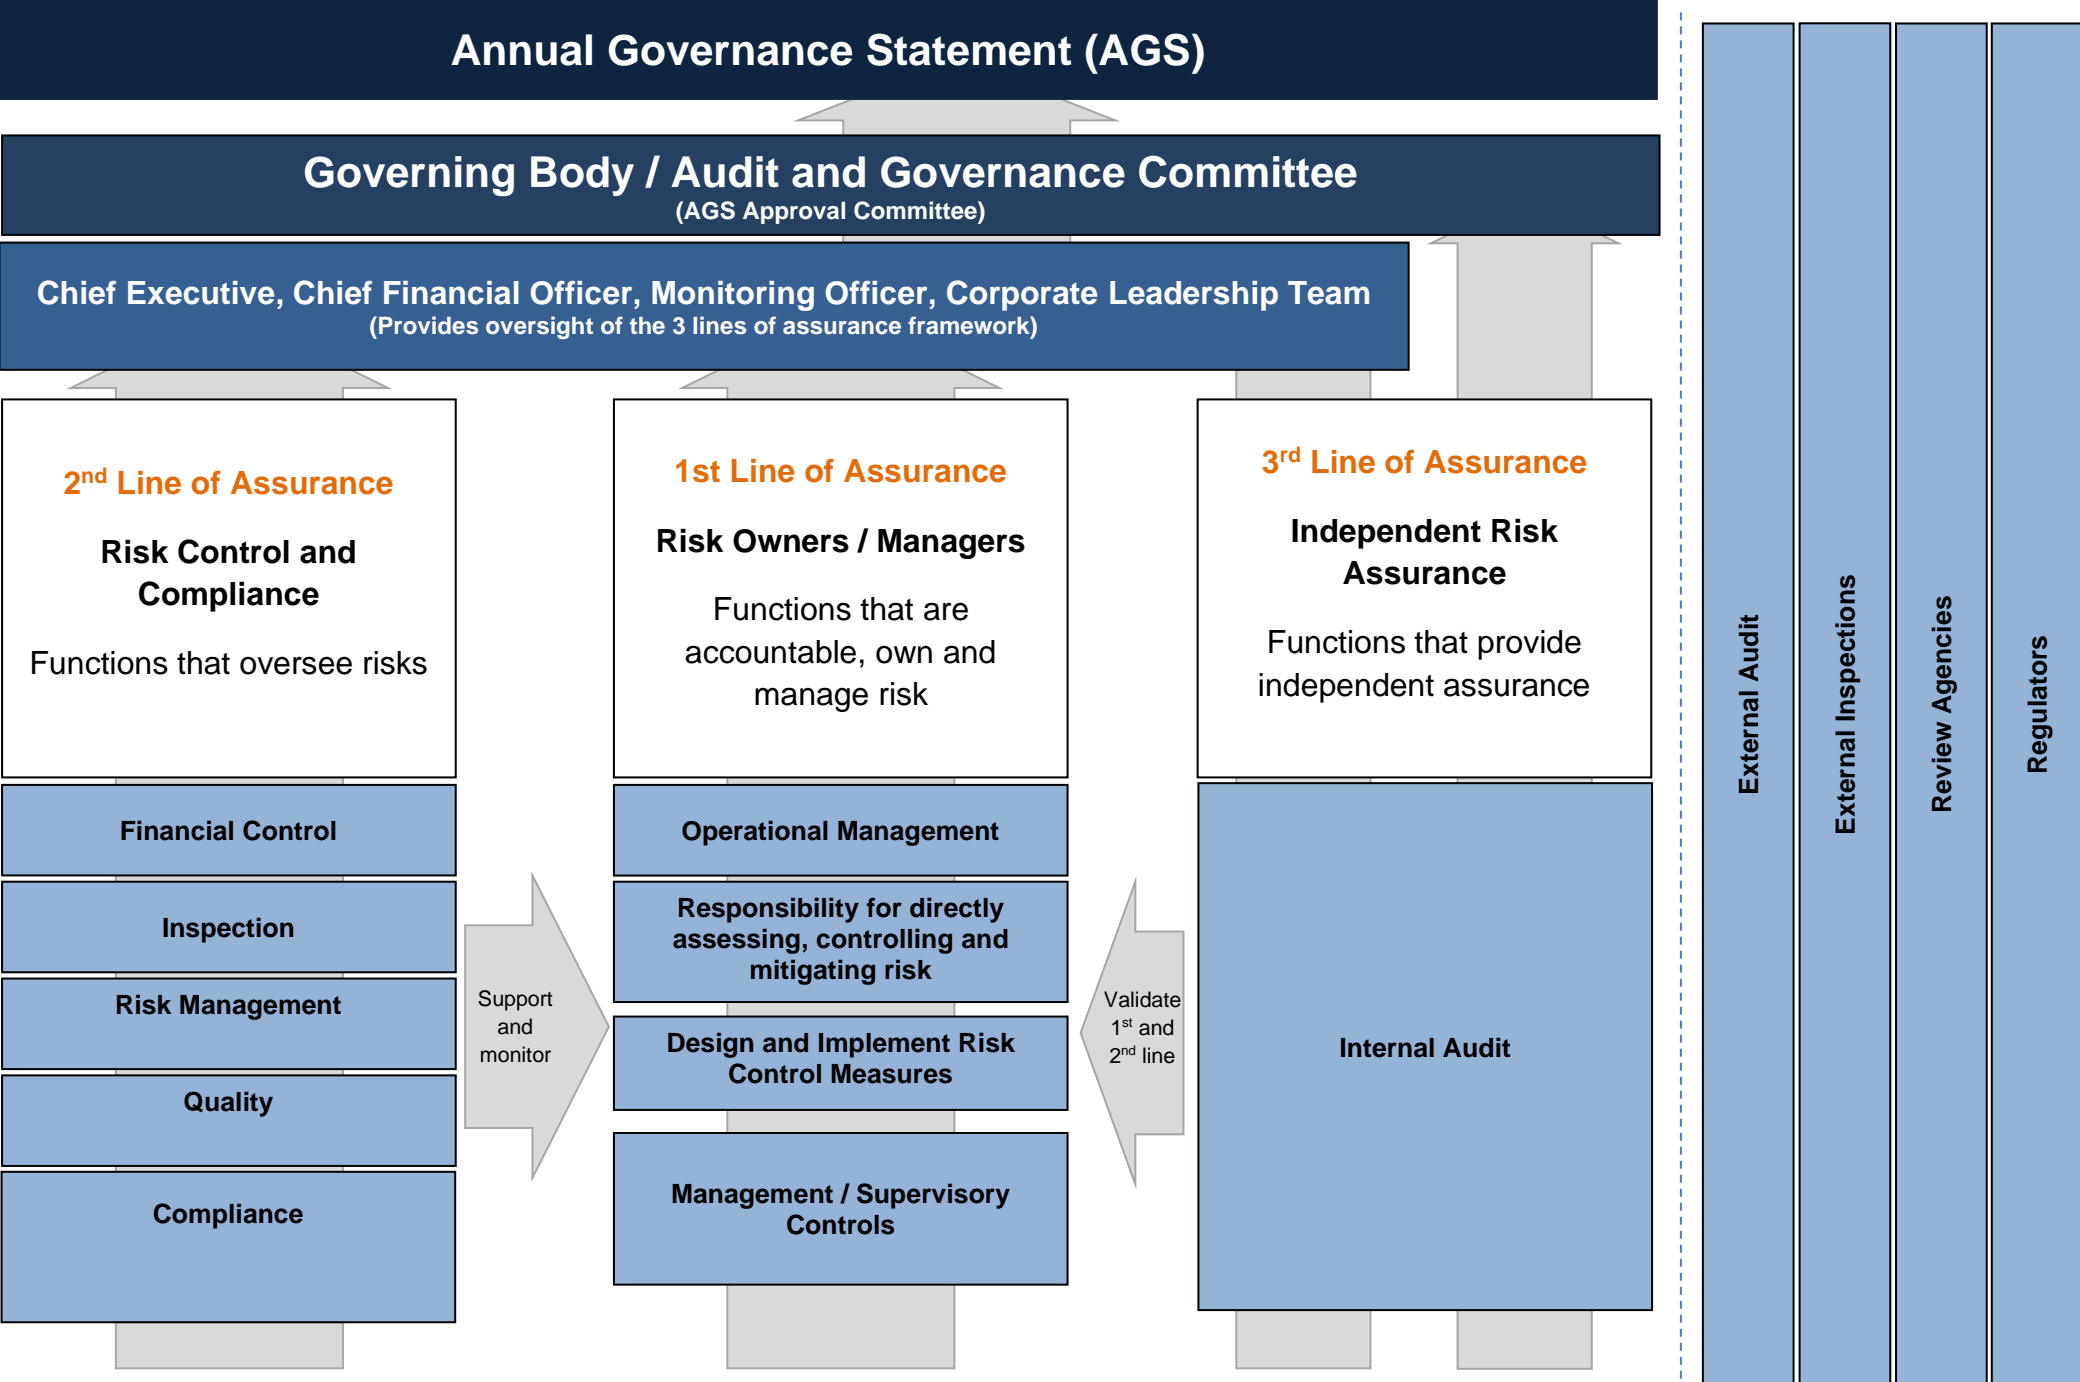 Annual Governance Statement (AGS)
Governing Body / Audit and Governance Committee
(AGS Approval Committee)
Chief Executive, Chief Financial Officer, Monitoring Officer, Corporate Leadership Team
(Provides oversight of the 3 lines of assurance framework)
2nd Line of Assurance
Risk Control and
Compliance
Functions that oversee risks
Financial Control
Inspection
Risk Management
Quality
Compliance
Support
and
monitor
1st Line of Assurance
Risk Owners / Managers
Functions that are
accountable, own and
manage risk
Operational Management
Responsibility for directly
assessing, controlling and
mitigating risk
Design and Implement Risk
Control Measures
Management / Supervisory
Controls
Validate
1st and
2nd line
3rd Line of Assurance
Independent Risk
Assurance
Functions that provide
independent assurance
Internal Audit
External Audit
External Inspections
Review Agencies
Regulators